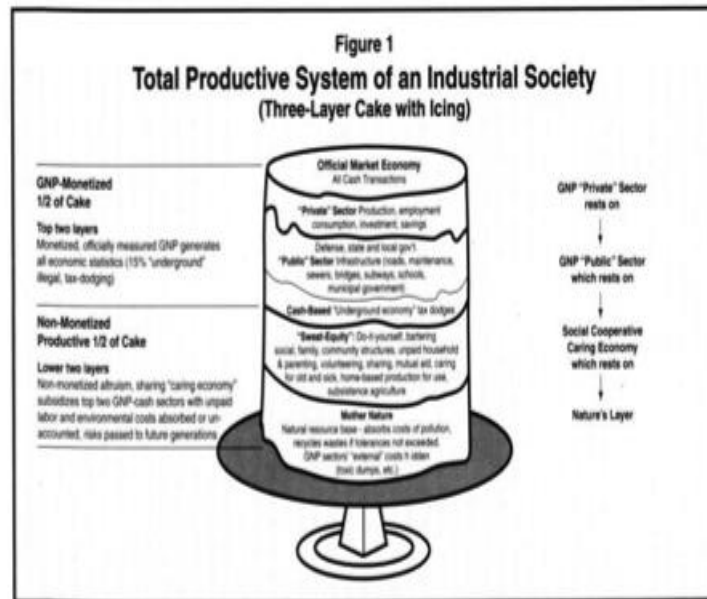 Figure 1
Total Productive System of an Industrial Society
(Three-Layer Cake with Icing)
GNP-Monetized
1/2 of Cake
Top two layers
Monetized, officially measured GNP generates
all economic statistics (15% "underground"
illegal, tax-dodging)
Non-Monetized
Productive 1/2 of Cake
Lower two layers
Non-monetized altruism, sharing "caring economy"
subsidizes top two GNP-cash sectors with unpaid
labor and environmental costs absorbed or un-
accounted, risks passed to future generations
Official Market Economy
All Cash Transactions
"Private" Sector Production, employment
consumption, investment, savings
Defense, state and local gov't
"Public" Sector Infrastructure (roads, maintenance,
sewers, bridges, subways, schools,
municipal government)
Cash-Based "Underground economy" tax dodges
"Sweat-Equity": Do-it-yourself, bartering
social, family, community structures, unpaid household
& parenting, volunteering, sharing, mutual aid, caring
for old and sick, home-based production for use,
subsistence agriculture
Mother Nature
Natural resource base - absorbs costs of pollution,
recycles wastes if tolerances not exceeded.
GNP sectors' "external" costs h dden
(toxic dumps, etc.)
GNP "Private" Sector
rests on
GNP "Public" Sector
which rests on
Social Cooperative
Caring Economy
which rests on
Nature's Layer